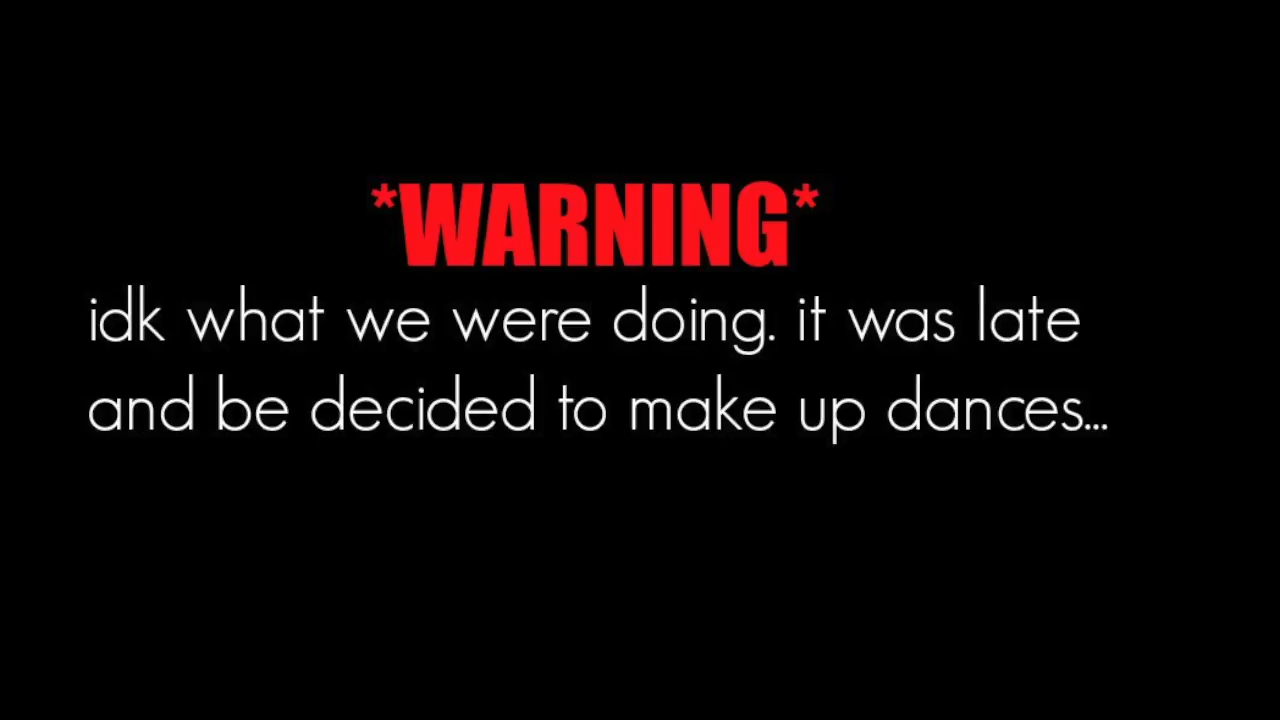 *WARNING*
idk what we were doing. it was late
and be decided to make up dances...